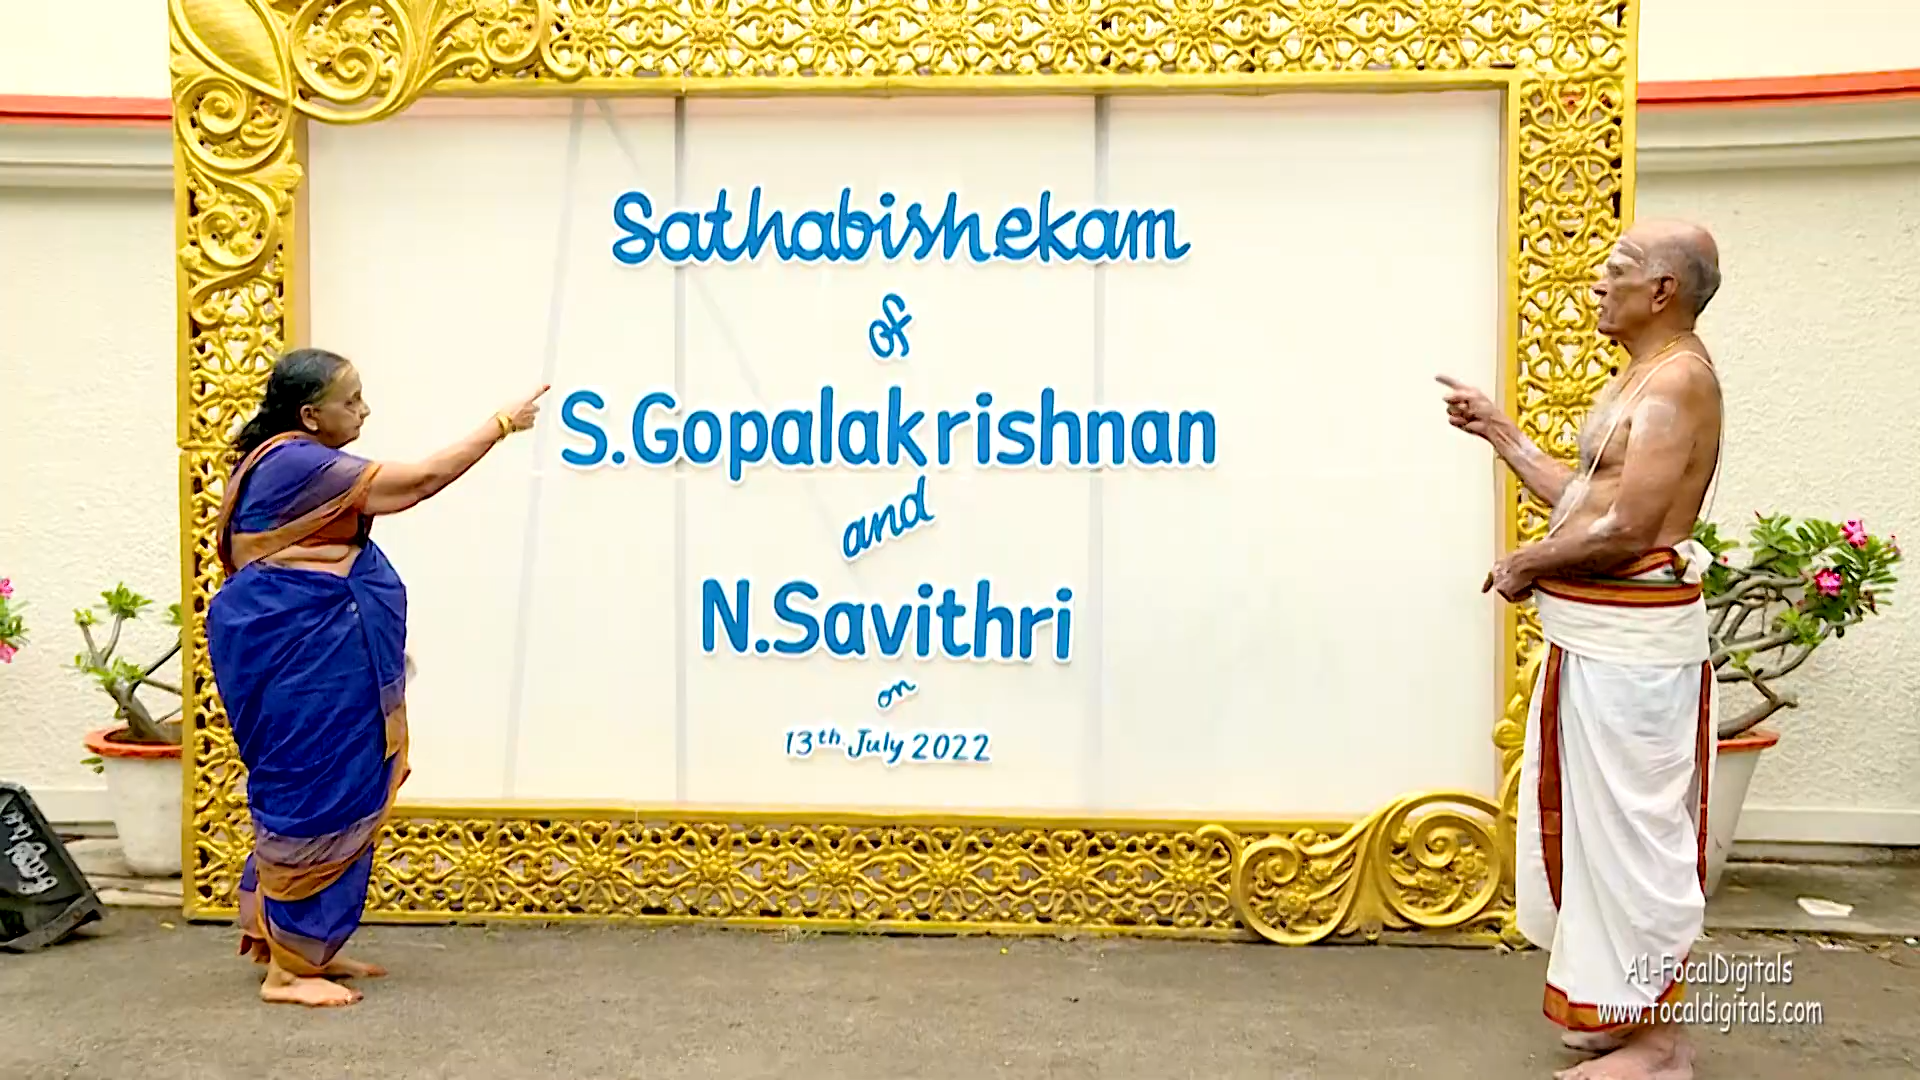 Sathabishekam
of
S.Gopalakrishnan
and
N.Savithri
on
13th July 2022
A1-FocalDigitals
www.focaldigitals.com